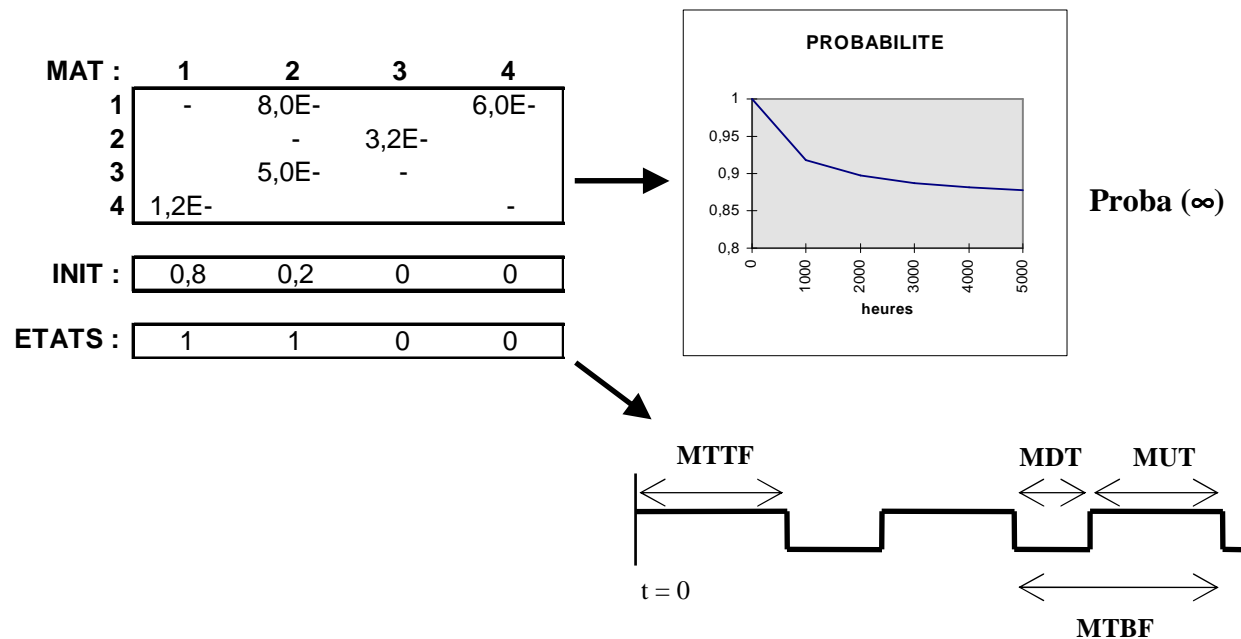 MAT : 1 2 3 4
1 - 8,0E- 6,0E-
2 - 3,2E-
3 5,0E- -
4 1,2E- -
INIT : 0,8 0,2 0 0
ETATS : 1 1 0 0
PROBABILITE
1
0,95
0,9
0,85
0,8
0 1000 2000 3000 4000 5000
heures
Proba (∞)
MTTF MDT MUT
t = 0
MTBF